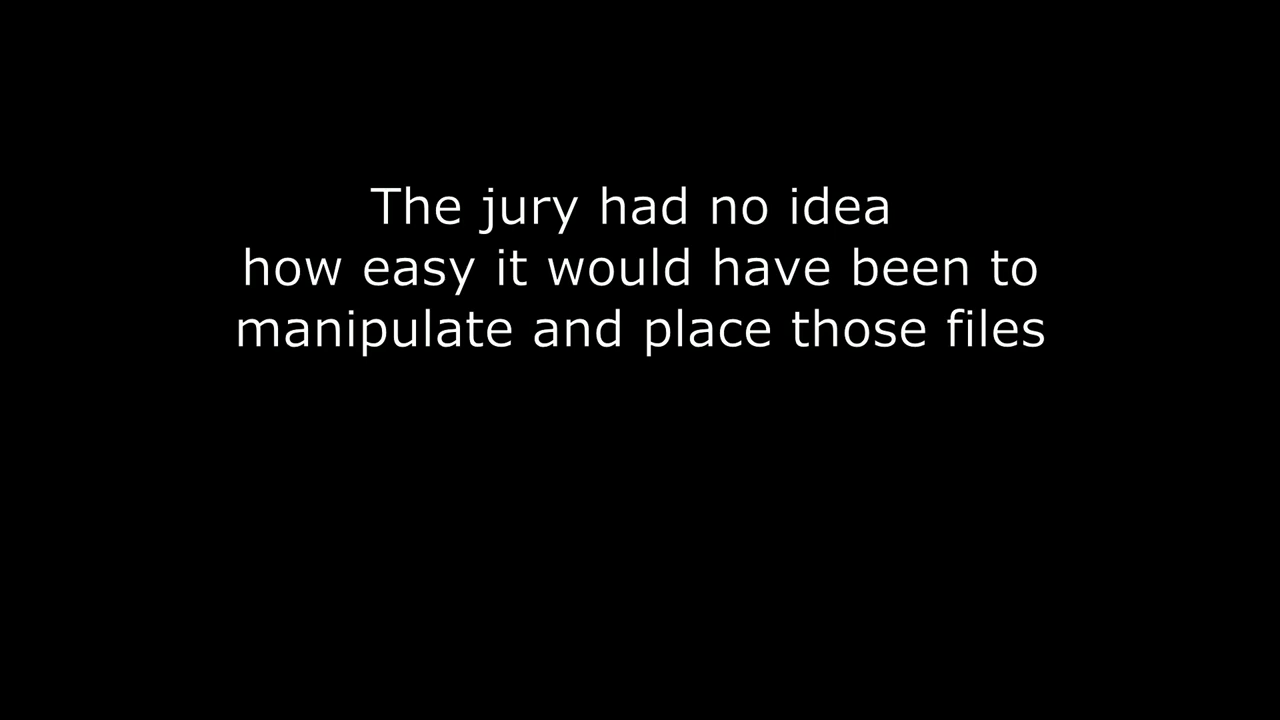 The jury had no idea
how easy it would have been to
manipulate and place those files